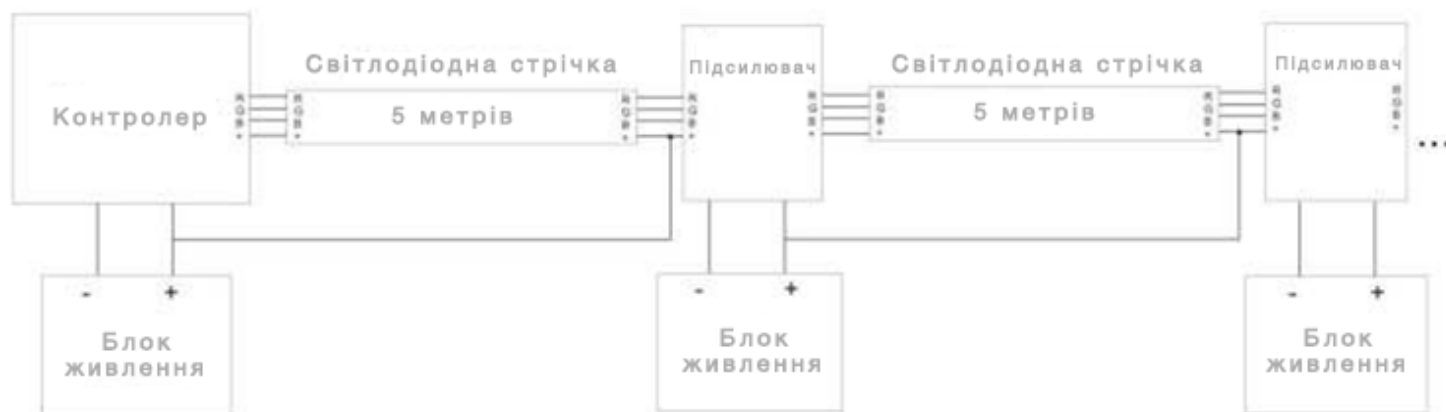 Контролер
R
G
B
+
Світлодіодна стрічка
R
G
B
+
5 метрів
R
G
B
+
Підсилювач
R
G
B
+
R
G
B
+
Світлодіодна стрічка
R
G
B
+
5 метрів
R
G
B
+
Підсилювач
R
G
B
+
R
G
B
+
...
- +
Блок
живлення
- +
Блок
живлення
- +
Блок
живлення